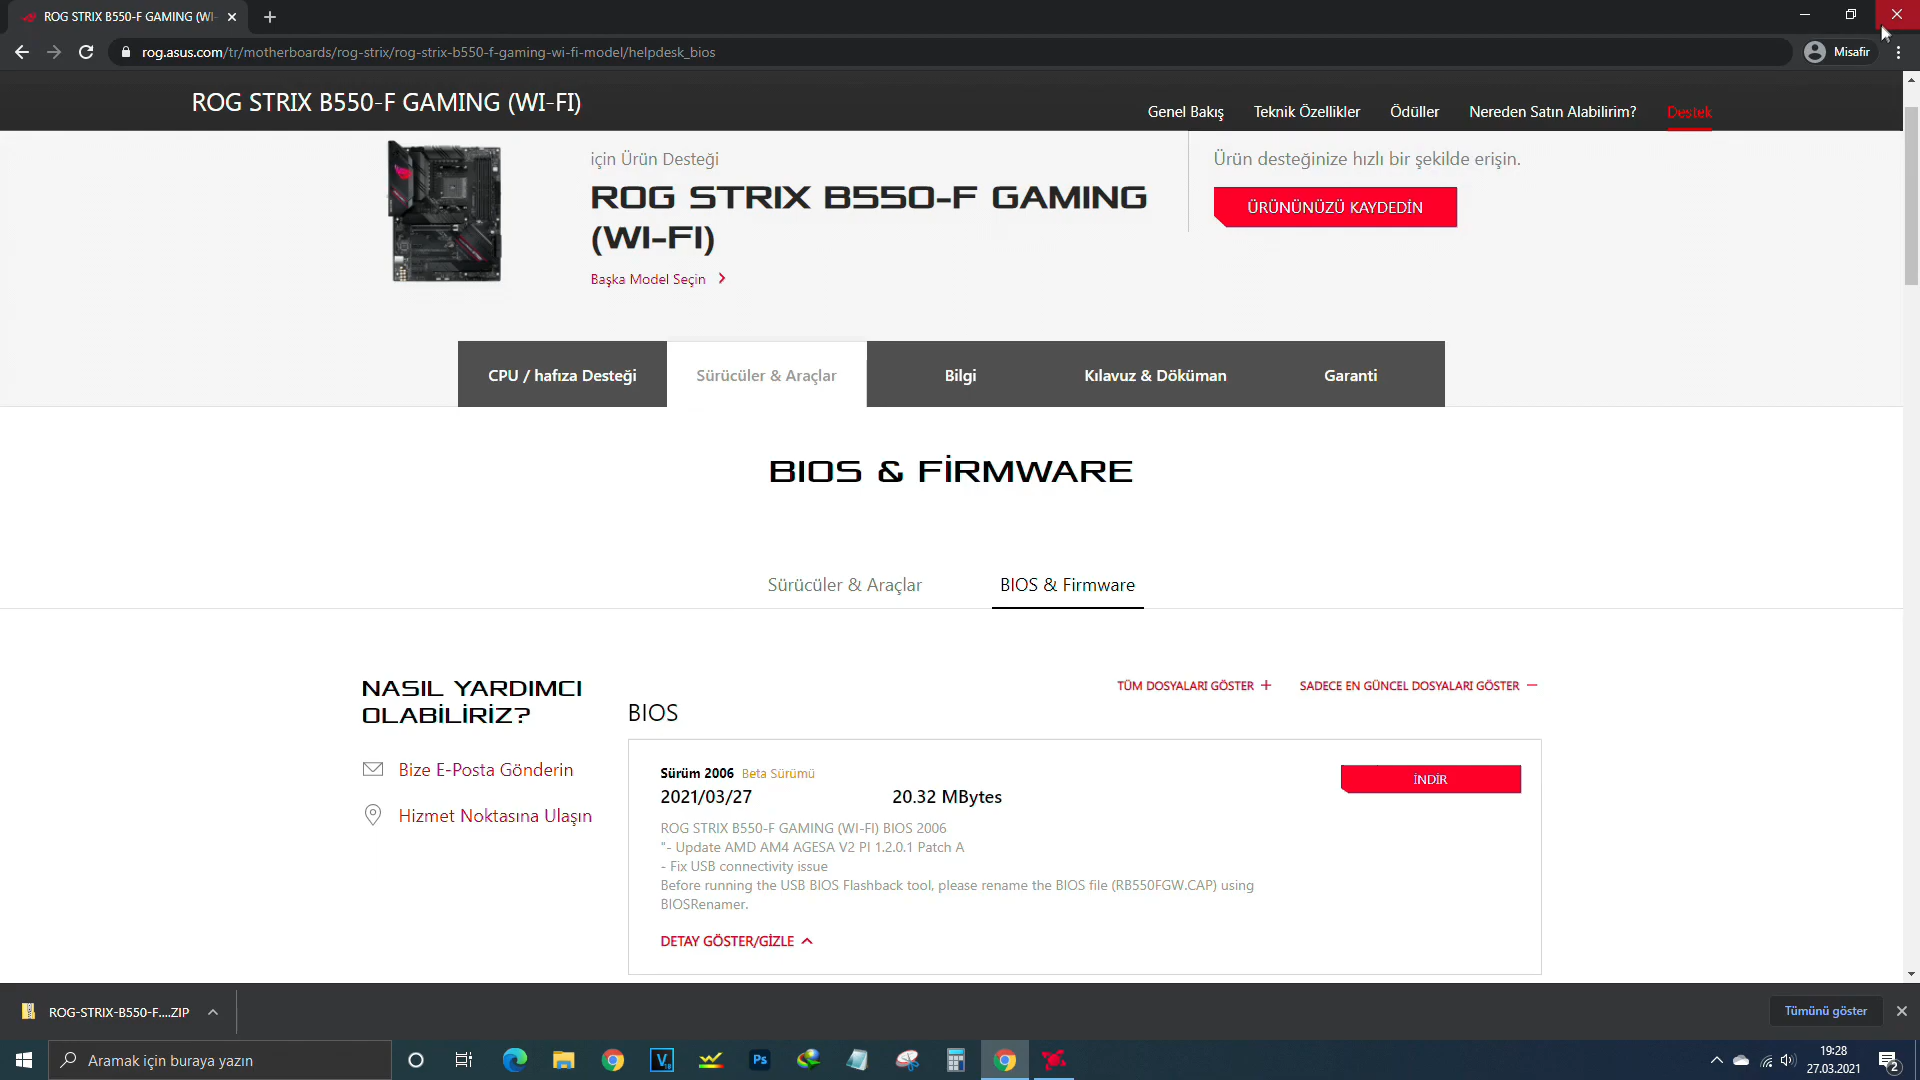 ROG STRIX B550-F GAMING (WI-
rog.asus.com/tr/motherboards/rog-strix/rog-strix-b550-f-gaming-wi-fi-model/helpdesk_bios
Misafir
ROG STRIX B550-F GAMING (WI-FI)
Genel Bakış
Teknik Özellikler
Ödüller
Nereden Satın Alabilirim?
Destek
için Ürün Desteği
ROG STRIX B550-F GAMING
(WI-FI)
Başka Model Seçin
Ürün desteğinize hızlı bir şekilde erişin.
ÜRÜNÜNÜZÜ KAYDEDİN
CPU / hafıza Desteği
Sürücüler & Araçlar
Bilgi
Kılavuz & Döküman
Garanti
BIOS & FİRMWARE
Sürücüler & Araçlar
BIOS & Firmware
NASIL YARDIMCI
OLABİLİRİZ?
Bize E-Posta Gönderin
Hizmet Noktasına Ulaşın
TÜM DOSYALARI GÖSTER +
SADECE EN GÜNCEL DOSYALARI GÖSTER −
BIOS
Sürüm 2006 Beta Sürümü
2021/03/27
20.32 MBytes
İNDİR
ROG STRIX B550-F GAMING (WI-FI) BIOS 2006
"- Update AMD AM4 AGESA V2 PI 1.2.0.1 Patch A
- Fix USB connectivity issue
Before running the USB BIOS Flashback tool, please rename the BIOS file (RB550FGW.CAP) using
BIOSRenamer.
DETAY GÖSTER/GİZLE
ROG-STRIX-B550-F....ZIP
Tümünü göster
Aramak için buraya yazın
Ps
19:28
27.03.2021
2